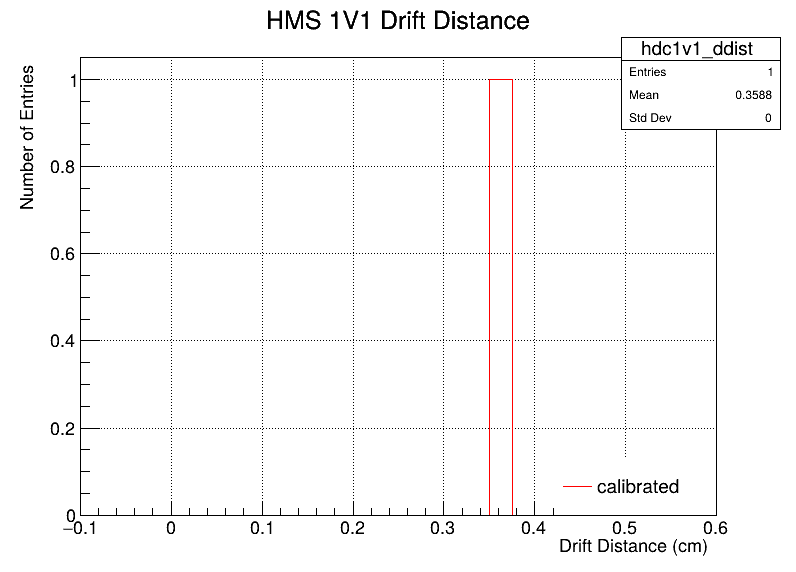 HMS 1V1 Drift Distance
hdc1v1_ddist
Entries 1
Mean 0.3588
Std Dev 0
Number of Entries
1
0.8
0.6
0.4
0.2
0
calibrated
−0.1 0 0.1 0.2 0.3 0.4 0.5 0.6
Drift Distance (cm)